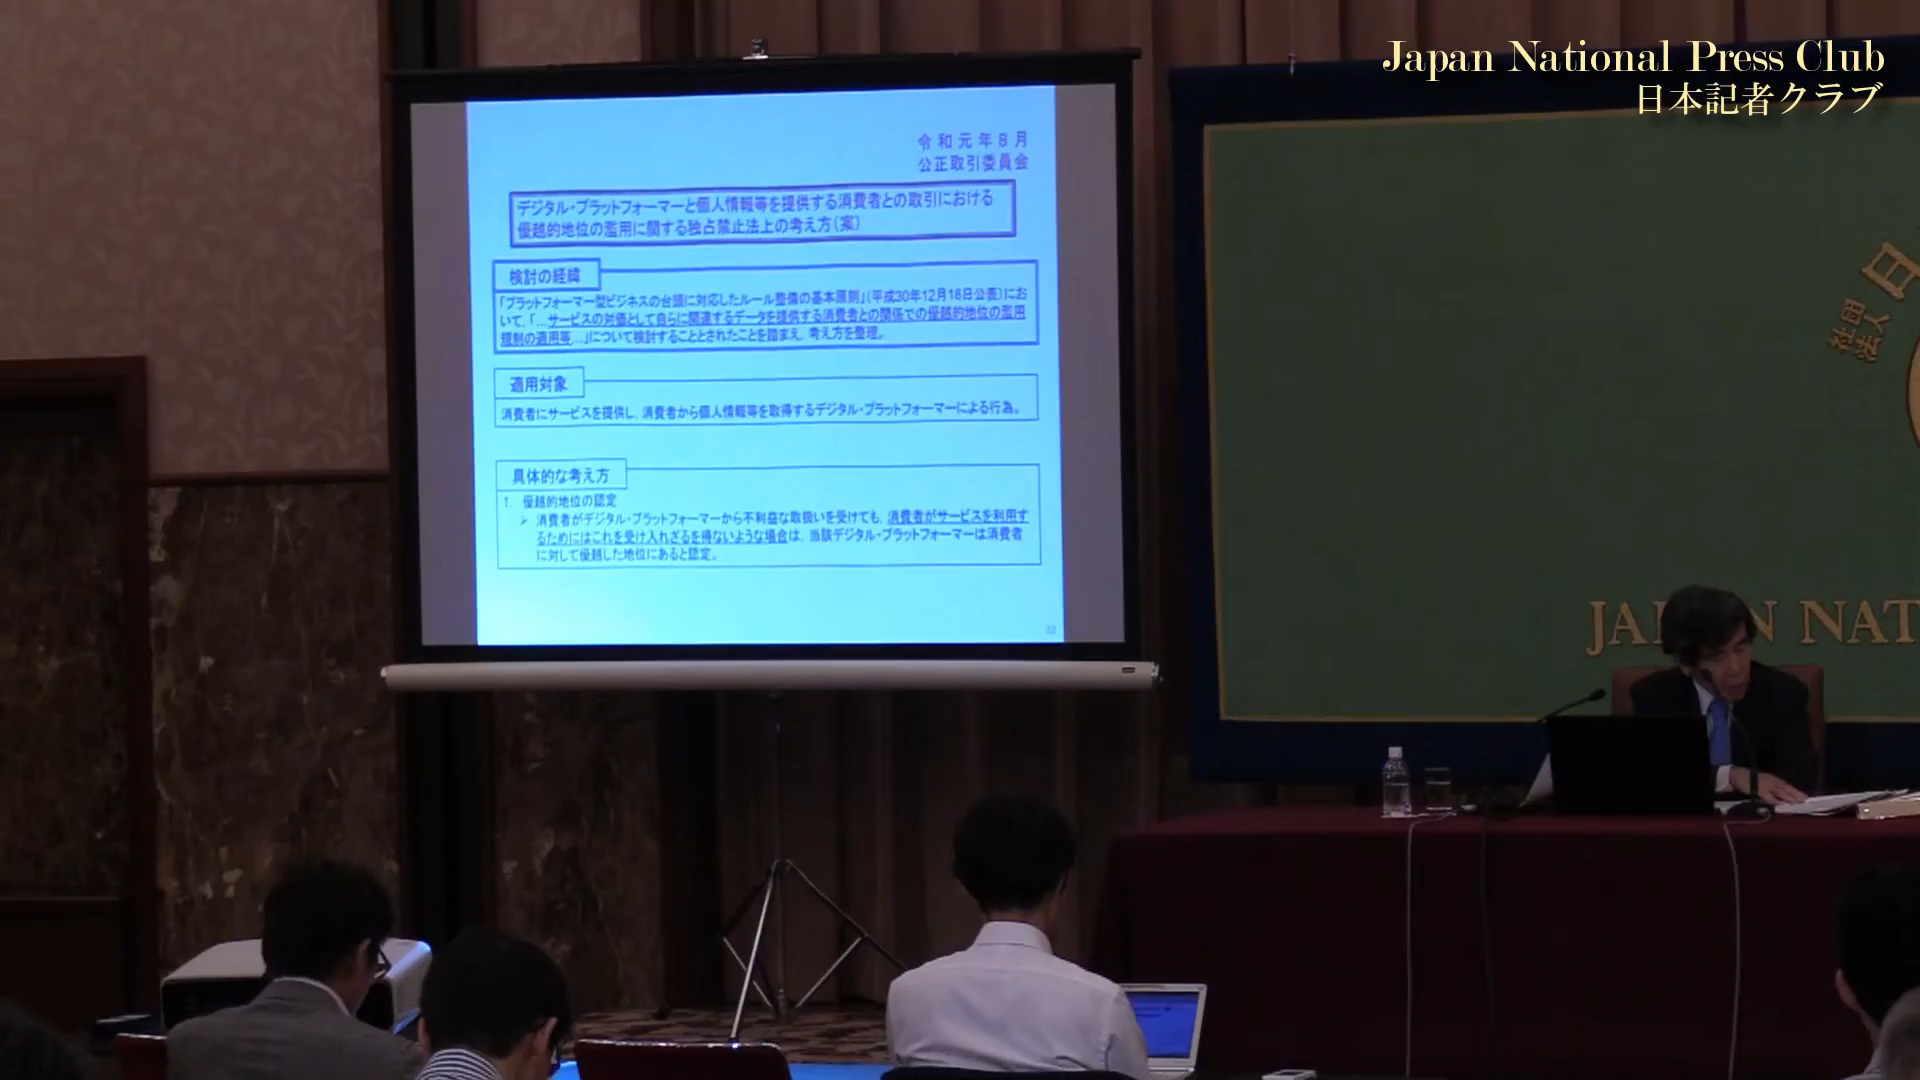 Japan National Press Club
日本記者クラブ
令和元年8月
公正取引委員会
デジタル・プラットフォーマーと個人情報等を提供する消費者との取引における
優越的地位の濫用に関する独占禁止法上の考え方(案)
検討の経緯
「プラットフォーマー型ビジネスの台頭に対応したルール整備の基本原則」(平成30年12月18日公表)にお
いて,「…サービスの対価として自らに関連するデータを提供する消費者との関係での優越的地位の濫用
規制の適用等…」について検討することとされたことを踏まえ,考え方を整理。
適用対象
消費者にサービスを提供し,消費者から個人情報等を取得するデジタル・プラットフォーマーによる行為。
具体的な考え方
1. 優越的地位の認定
➢ 消費者がデジタル・プラットフォーマーから不利益な取扱いを受けても,消費者がサービスを利用す
るためにはこれを受け入れざるを得ないような場合は,当該デジタル・プラットフォーマーは消費者
に対して優越した地位にあると認定。
社団法人
日
JAPAN NAT